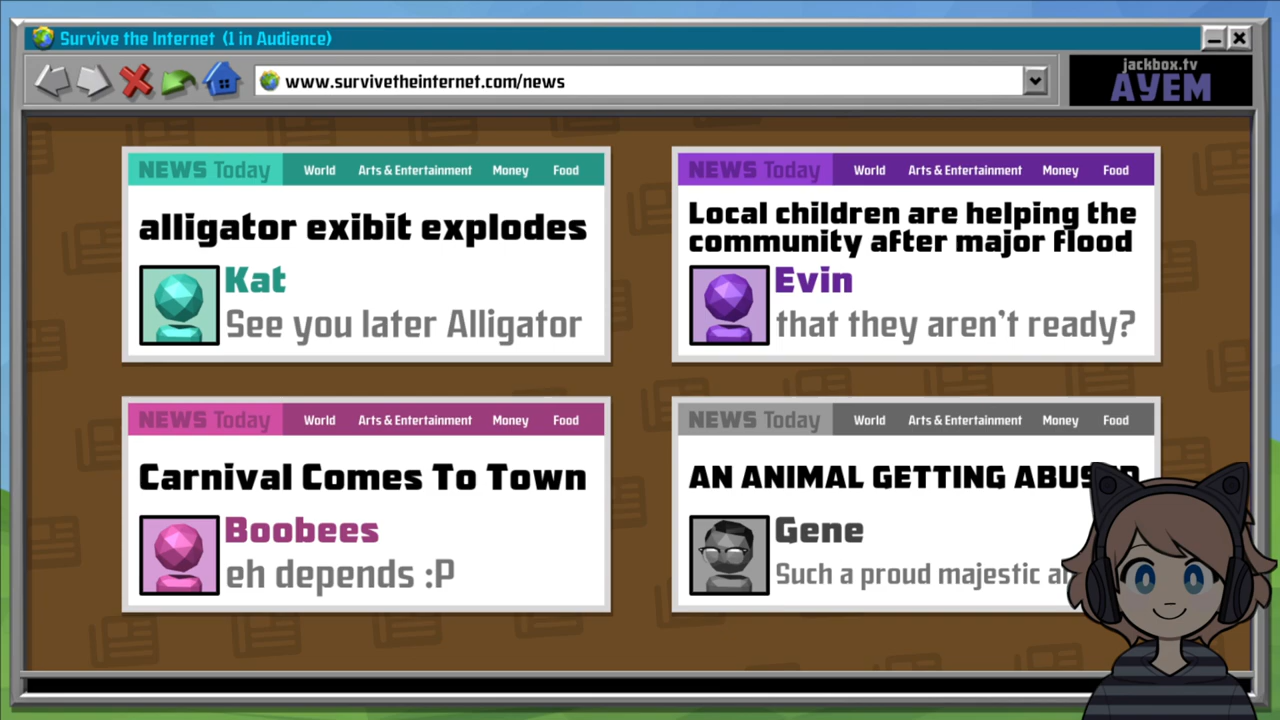 Survive the Internet (1 in Audience)
www.survivetheinternet.com/news
jackbox.tv
AYEM
NEWS Today World Arts & Entertainment Money Food
alligator exibit explodes
Kat
See you later Alligator
NEWS Today World Arts & Entertainment Money Food
Local children are helping the
community after major flood
Evin
that they aren't ready?
NEWS Today World Arts & Entertainment Money Food
Carnival Comes To Town
Boobees
eh depends :P
NEWS Today World Arts & Entertainment Money Food
AN ANIMAL GETTING
Gene
Such a proud majestic